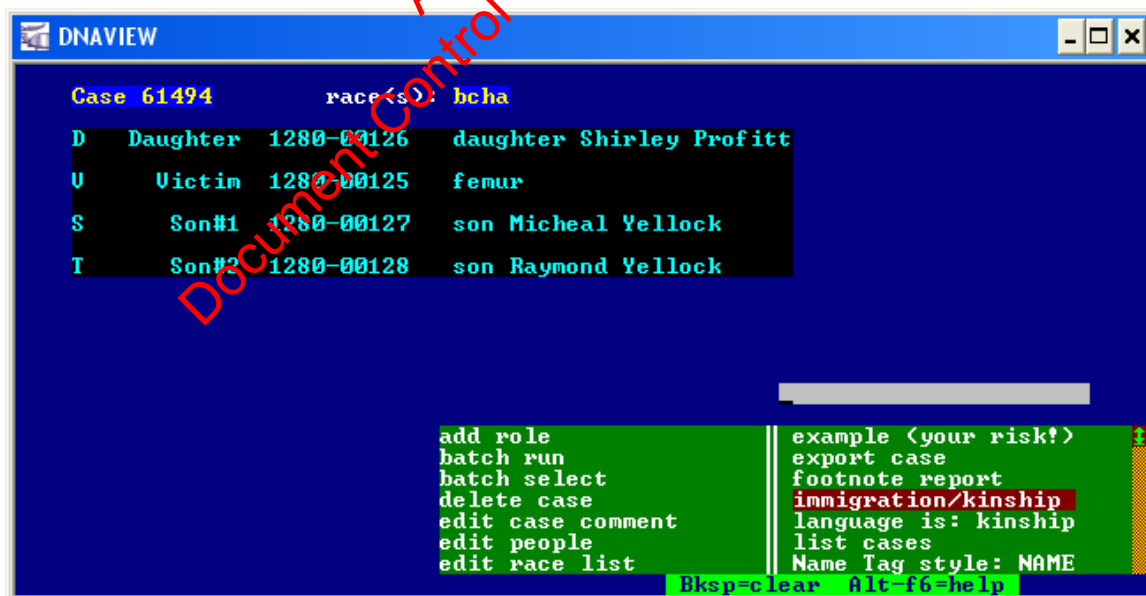 DNAVIEW
Case 61494 race(s): bcha
D Daughter 1280-00126 daughter Shirley Profitt
V Victim 1280-00125 femur
S Son#1 1280-00127 son Micheal Yellock
T Son#2 1280-00128 son Raymond Yellock
Document Control
add role
batch run
batch select
delete case
edit case comment
edit people
edit race list
example (your risk!)
export case
footnote report
immigration/kinship
language is: kinship
list cases
Name Tag style: NAME
Bksp=clear Alt-f6=help